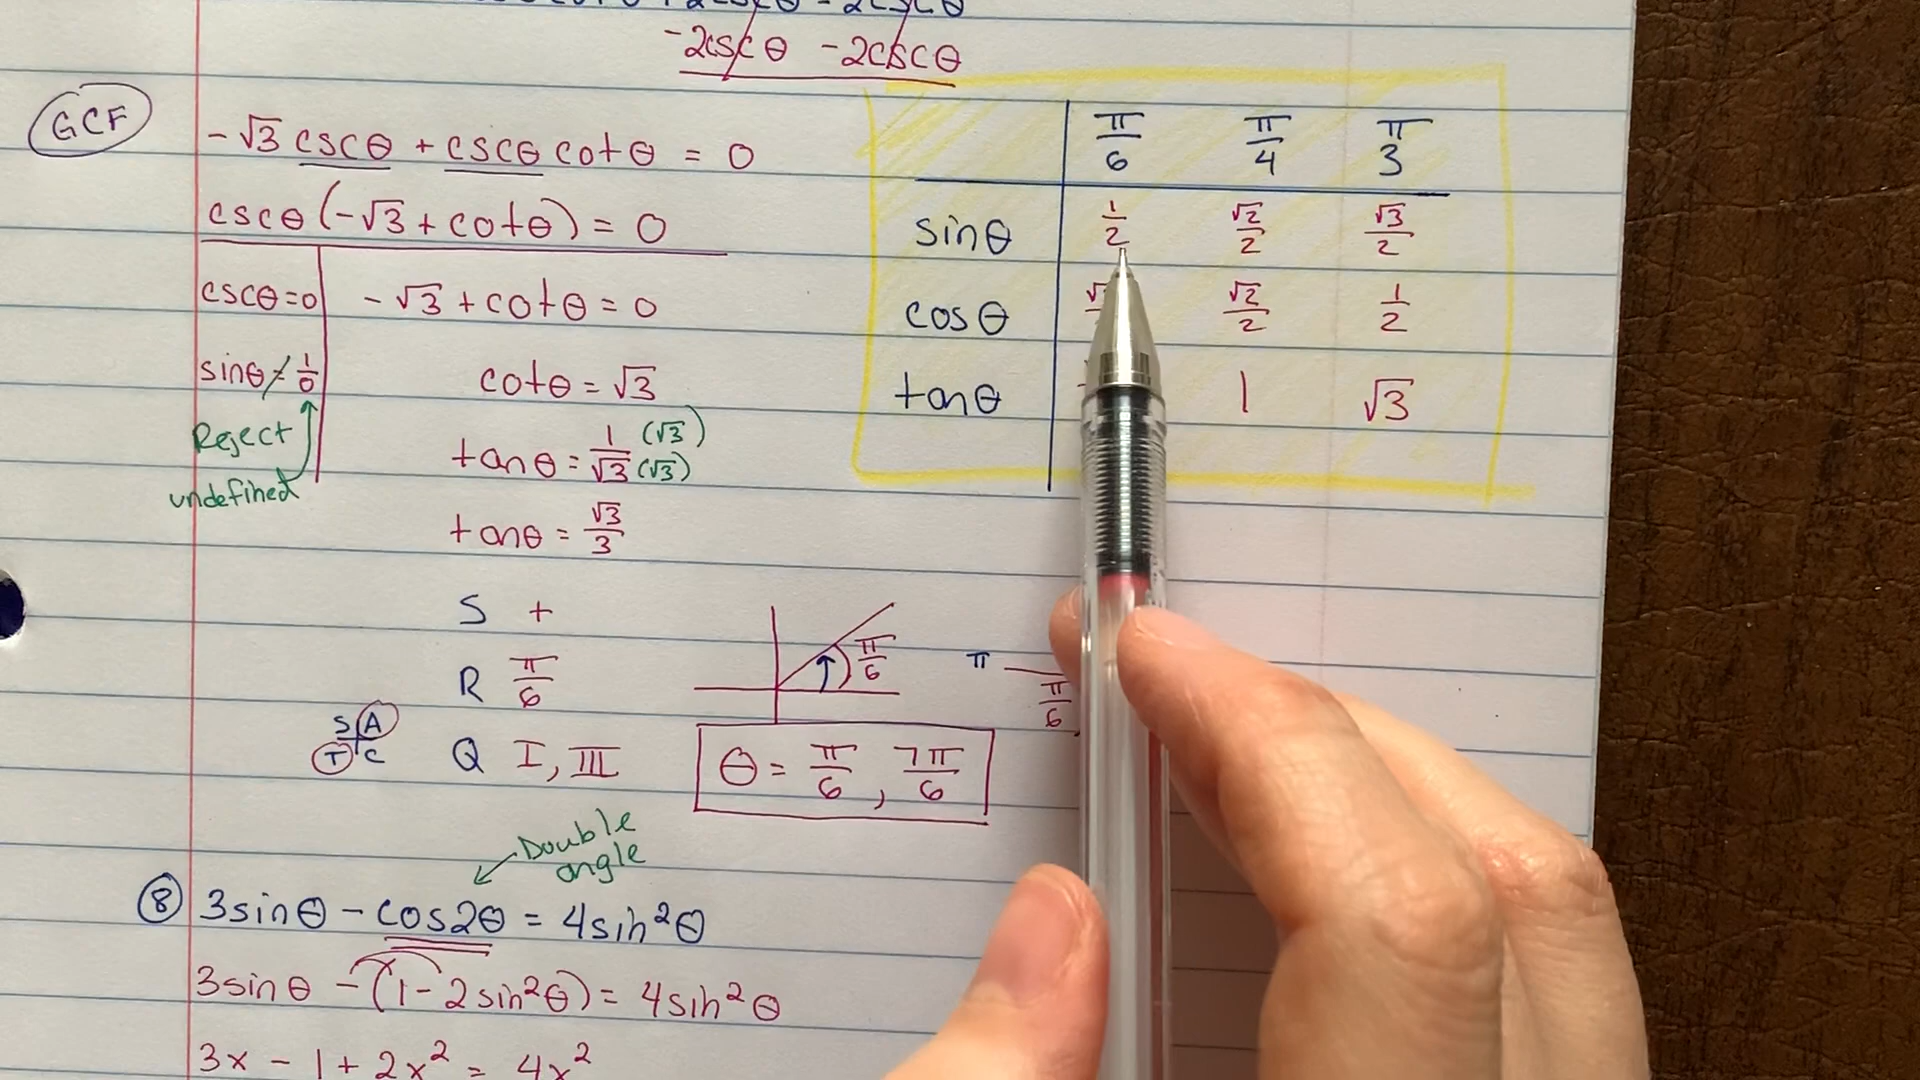 -2cscθ -2cscθ
GCF
-√3 cscθ + cscθ cotθ = 0
cscθ(-√3 + cotθ) = 0
cscθ=0 -√3 + cotθ = 0
sinθ≠1/0 cotθ = √3
Reject
undefined
tanθ = 1/√3 (√3)/(√3)
tanθ = √3/3
π/6 π/4 π/3
sinθ 1/2 √2/2 √3/2
cosθ √2/2 1/2
tanθ 1 √3
S +
R π/6
S A
T C
Q I, III
π/6
π
π/6
θ = π/6, 7π/6
Double
angle
⑧ 3sinθ - cos2θ = 4sin²θ
3sinθ - (1-2sin²θ) = 4sin²θ
3x - 1 + 2x² = 4x²